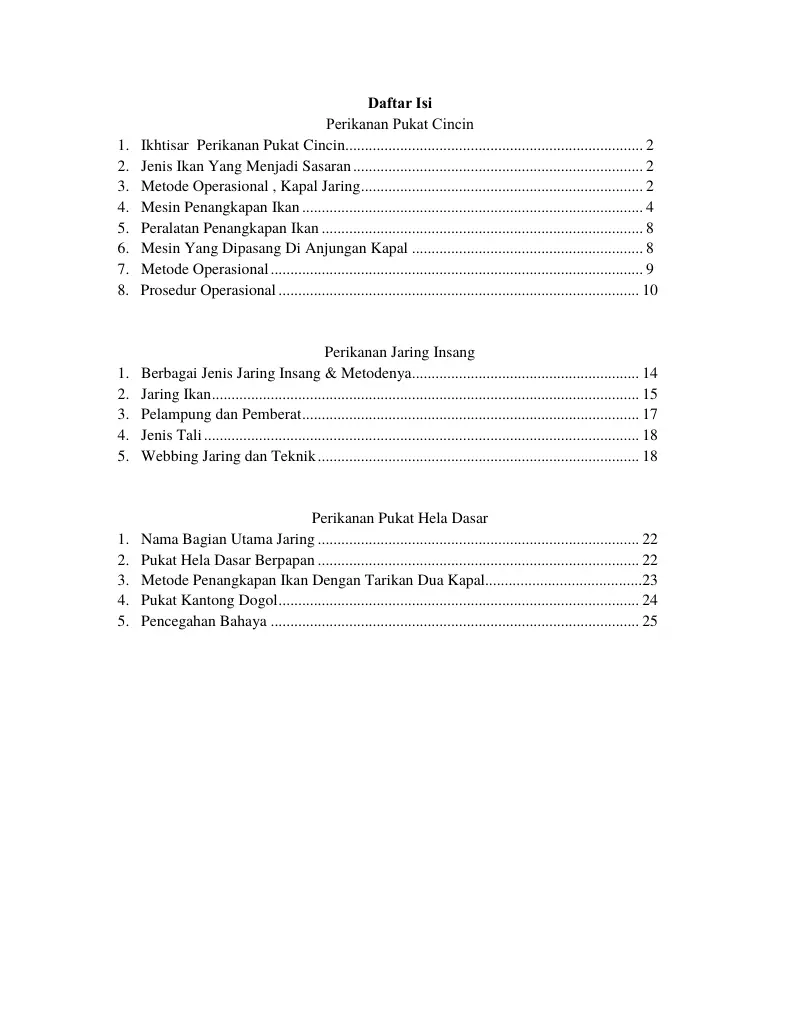 Daftar Isi
Perikanan Pukat Cincin
1. Ikhtisar  Perikanan Pukat Cincin............................................................................ 2
2. Jenis Ikan Yang Menjadi Sasaran.......................................................................... 2
3. Metode Operasional , Kapal Jaring........................................................................ 2
4. Mesin Penangkapan Ikan ....................................................................................... 4
5. Peralatan Penangkapan Ikan .................................................................................. 8
6. Mesin Yang Dipasang Di Anjungan Kapal ........................................................... 8
7. Metode Operasional ............................................................................................... 9
8. Prosedur Operasional ............................................................................................ 10
Perikanan Jaring Insang
1. Berbagai Jenis Jaring Insang & Metodenya.......................................................... 14
2. Jaring Ikan............................................................................................................. 15
3. Pelampung dan Pemberat...................................................................................... 17
4. Jenis Tali ............................................................................................................... 18
5. Webbing Jaring dan Teknik.................................................................................. 18
Perikanan Pukat Hela Dasar
1. Nama Bagian Utama Jaring .................................................................................. 22
2. Pukat Hela Dasar Berpapan .................................................................................. 22
3. Metode Penangkapan Ikan Dengan Tarikan Dua Kapal........................................23
4. Pukat Kantong Dogol............................................................................................ 24
5. Pencegahan Bahaya .............................................................................................. 25